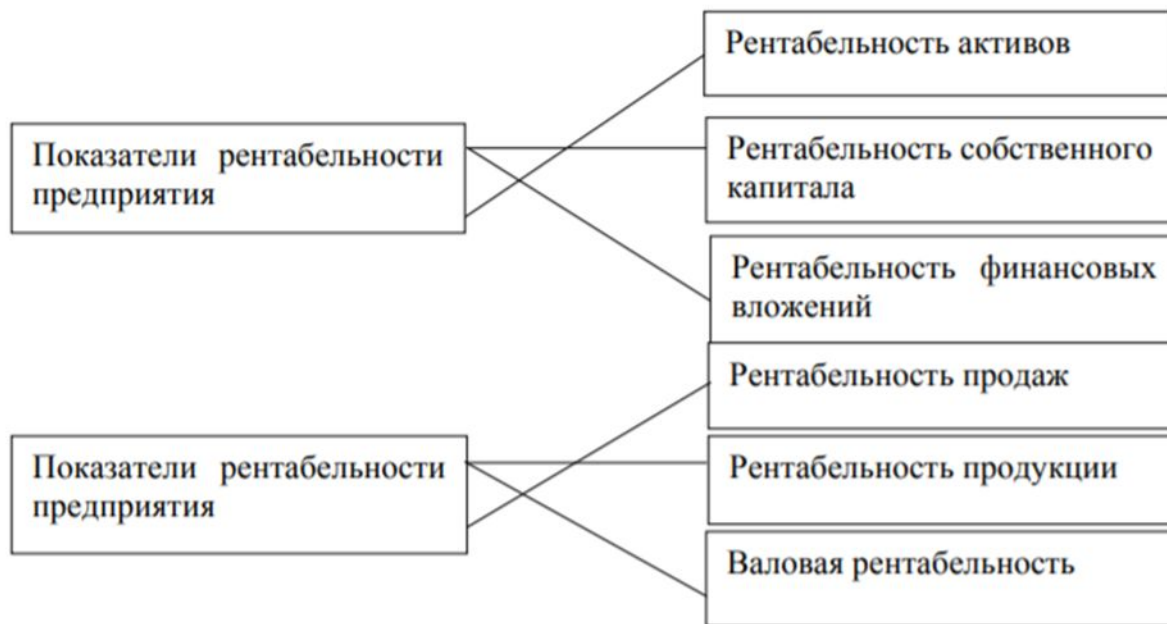 Рентабельность активов
Показатели рентабельности
предприятия
Рентабельность собственного
капитала
Рентабельность финансовых
вложений
Рентабельность продаж
Показатели рентабельности
предприятия
Рентабельность продукции
Валовая рентабельность